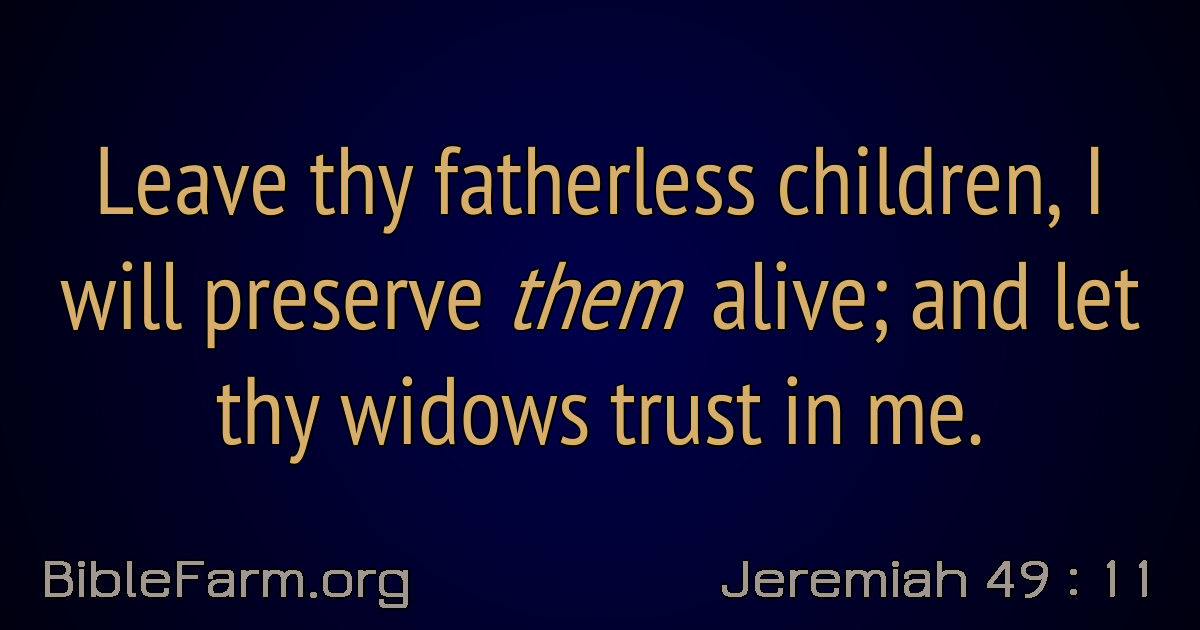 Leave thy fatherless children, I
will preserve them alive; and let
thy widows trust in me.
BibleFarm.org
Jeremiah 49 : 11